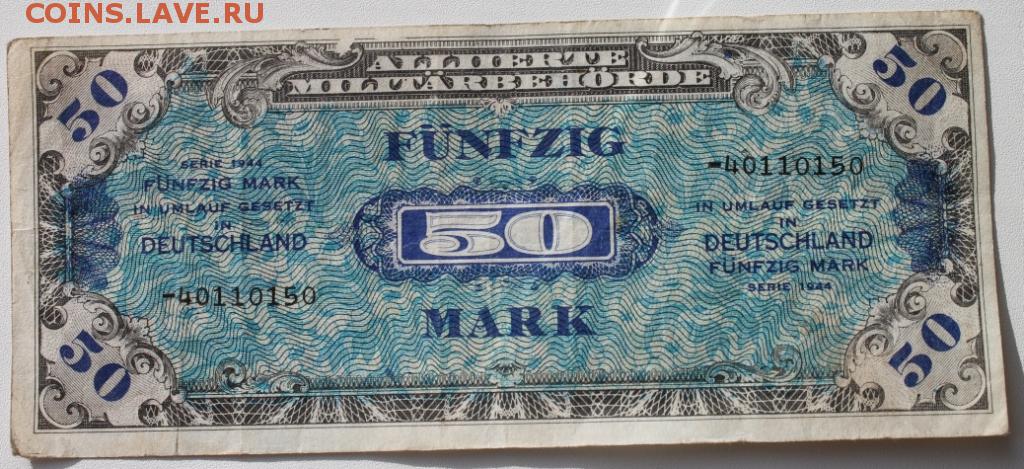 COINS.LAVE.RU
ALLIIERTE
MILITÄRBEHÖRDE
50
50
FÜNFZIG
SERIE 1944
FÜNFZIG MARK
IN UMLAUF GESETZT
IN
DEUTSCHLAND
-40110150
50
-40110150
IN UMLAUF GESETZT
IN
DEUTSCHLAND
FÜNFZIG MARK
SERIE 1944
MARK
50
50